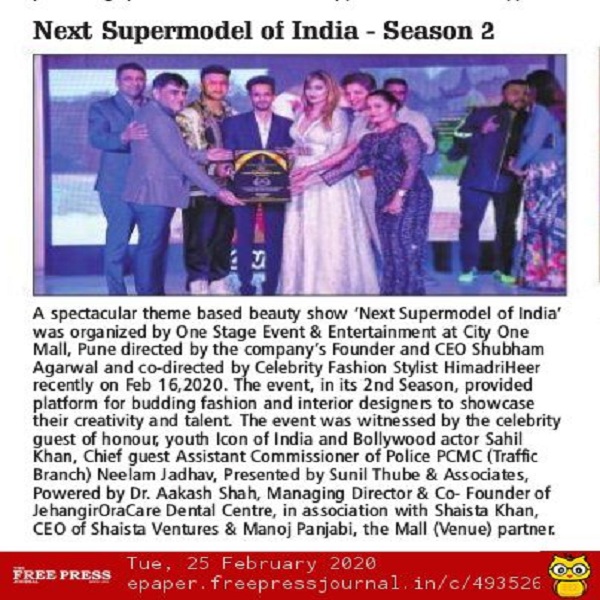 Next Supermodel of India - Season 2
A spectacular theme based beauty show ‘Next Supermodel of India’
was organized by One Stage Event & Entertainment at City One
Mall, Pune directed by the company’s Founder and CEO Shubham
Agarwal and co-directed by Celebrity Fashion Stylist HimadriHeer
recently on Feb 16,2020. The event, in its 2nd Season, provided
platform for budding fashion and interior designers to showcase
their creativity and talent. The event was witnessed by the celebrity
guest of honour, youth Icon of India and Bollywood actor Sahil
Khan, Chief guest Assistant Commissioner of Police PCMC (Traffic
Branch) Neelam Jadhav, Presented by Sunil Thube & Associates,
Powered by Dr. Aakash Shah, Managing Director & Co- Founder of
JehangirOraCare Dental Centre, in association with Shaista Khan,
CEO of Shaista Ventures & Manoj Panjabi, the Mall (Venue) partner.
FREE PRESS
Tue, 25 February 2020
epaper.freepressjournal.in/c/493526